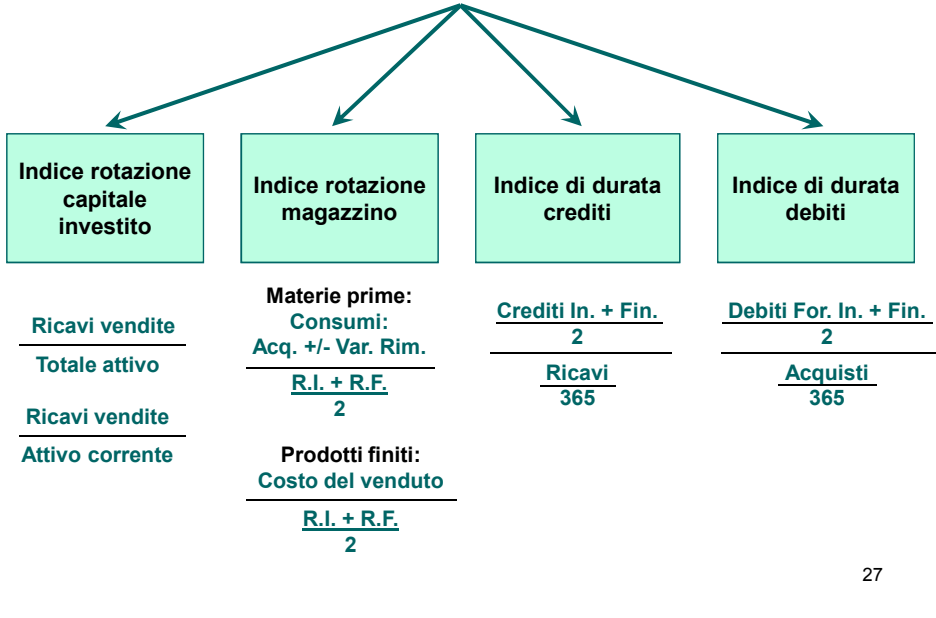 Indice rotazione
capitale
investito
Indice rotazione
magazzino
Indice di durata
crediti
Indice di durata
debiti
Ricavi vendite
Totale attivo
Ricavi vendite
Attivo corrente
Materie prime:
Consumi:
Acq. +/- Var. Rim.
R.I. + R.F.
2
Prodotti finiti:
Costo del venduto
R.I. + R.F.
2
Crediti In. + Fin.
2
Ricavi
365
Debiti For. In. + Fin.
2
Acquisti
365
27